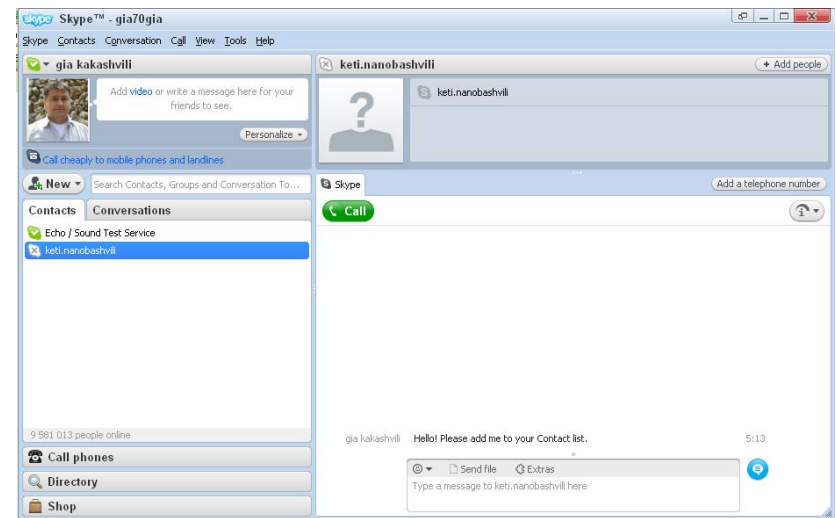 skype Skype™ - gia70gia
Skype Contacts Conversation Call View Tools Help
gia kakashvili
Add video or write a message here for your
friends to see.
Personalize
Call cheaply to mobile phones and landlines
New Search Contacts, Groups and Conversation To...
Contacts Conversations
Echo / Sound Test Service
keti.nanobashvili
9 581 013 people online
Call phones
Directory
Shop
keti.nanobashvili + Add people
keti.nanobashvili
Skype Add a telephone number
Call
gia kakashvili Hello! Please add me to your Contact list. 5:13
Send file Extras
Type a message to keti.nanobashvili here